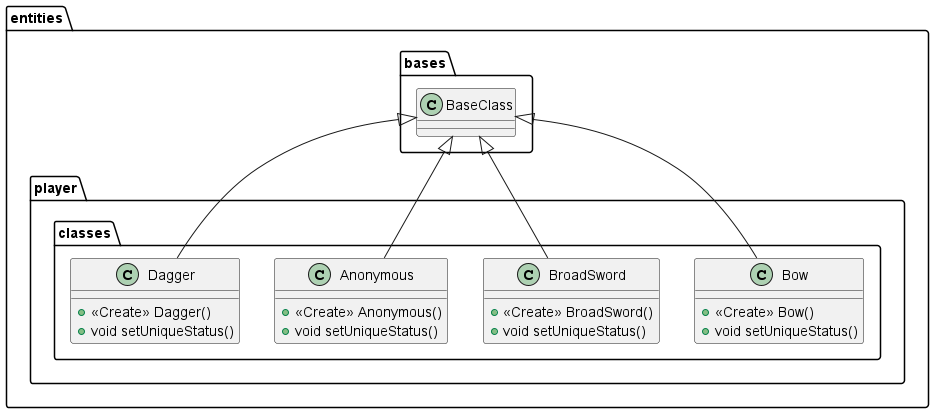 entities
bases
C BaseClass
player
classes
C Dagger
«Create» Dagger()
void setUniqueStatus()
C Anonymous
«Create» Anonymous()
void setUniqueStatus()
C BroadSword
«Create» BroadSword()
void setUniqueStatus()
C Bow
«Create» Bow()
void setUniqueStatus()